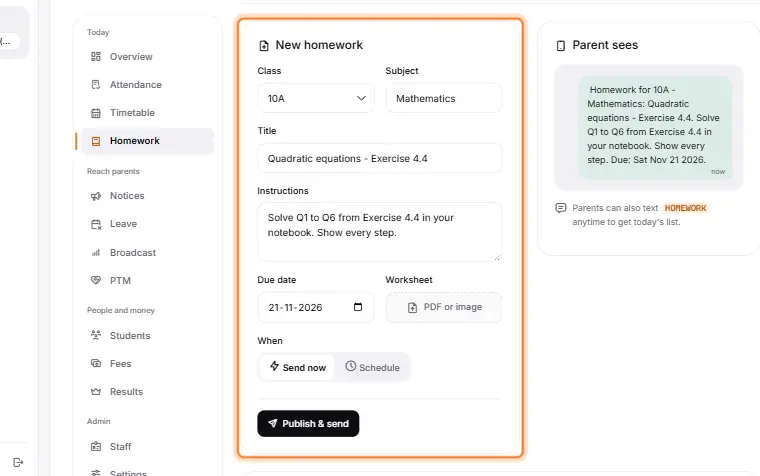 (...
Today
Overview
Attendance
Timetable
Homework
Reach parents
Notices
Leave
Broadcast
PTM
People and money
Students
Fees
Results
Admin
Staff
Settings
New homework
Class
Subject
10A
Mathematics
Title
Quadratic equations - Exercise 4.4
Instructions
Solve Q1 to Q6 from Exercise 4.4 in your
notebook. Show every step.
Due date
Worksheet
21-11-2026
PDF or image
When
Send now
Schedule
Publish & send
Parent sees
Homework for 10A -
Mathematics: Quadratic
equations - Exercise 4.4. Solve
Q1 to Q6 from Exercise 4.4 in
your notebook. Show every
step. Due: Sat Nov 21 2026.
now
Parents can also text HOMEWORK
anytime to get today's list.